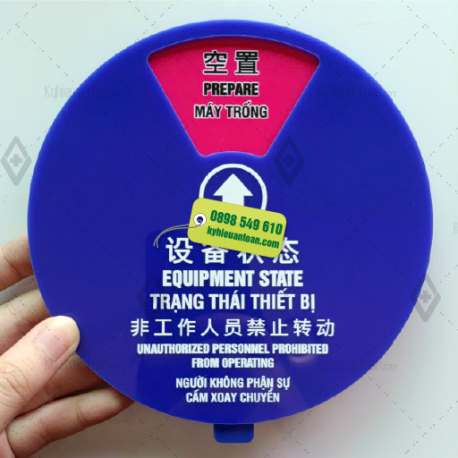 空置
PREPARE
MÁY TRỐNG
0898 549 610
kyhieuantoan.com
设备状态
EQUIPMENT STATE
TRẠNG THÁI THIẾT BỊ
非工作人员禁止转动
UNAUTHORIZED PERSONNEL PROHIBITED
FROM OPERATING
NGƯỜI KHÔNG PHẬN SỰ
CẤM XOAY CHUYỂN